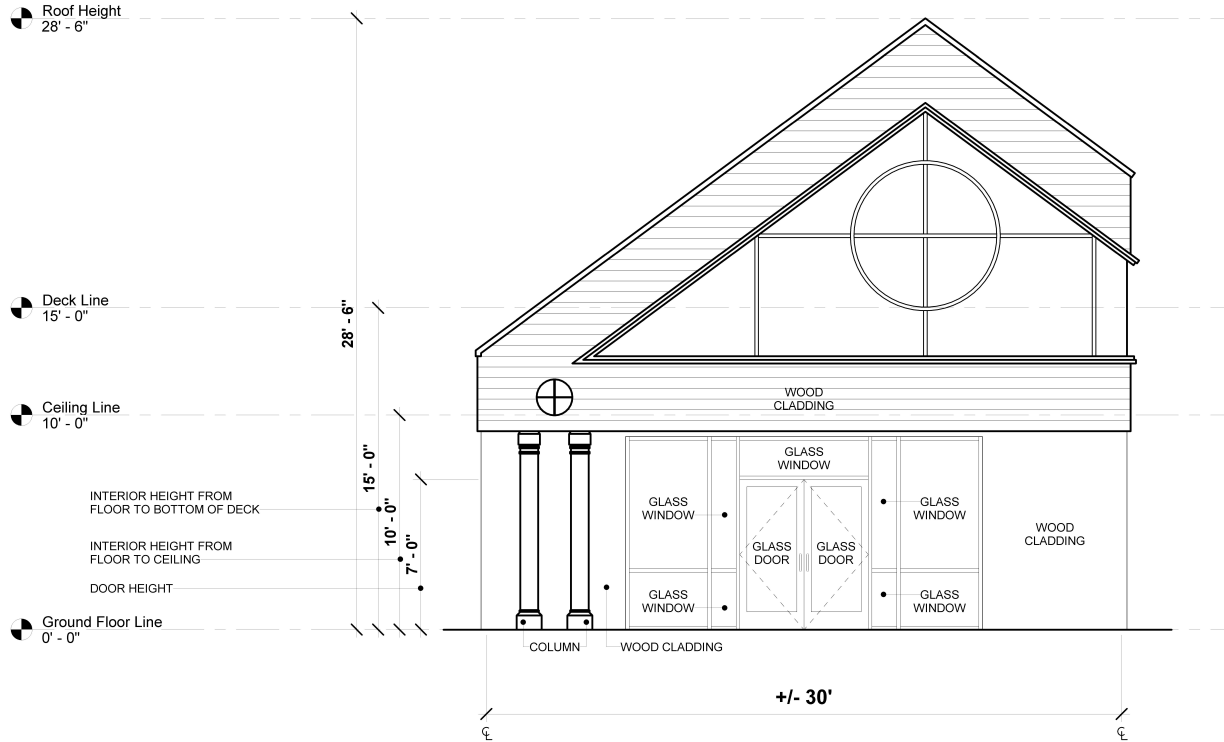 Roof Height
28' - 6"
Deck Line
15' - 0"
28' - 6"
Ceiling Line
10' - 0"
WOOD
CLADDING
GLASS
WINDOW
15' - 0"
INTERIOR HEIGHT FROM
FLOOR TO BOTTOM OF DECK
10' - 0"
GLASS
WINDOW
GLASS
WINDOW
WOOD
CLADDING
INTERIOR HEIGHT FROM
FLOOR TO CEILING
7' - 0"
GLASS
DOOR
GLASS
DOOR
DOOR HEIGHT
GLASS
WINDOW
GLASS
WINDOW
Ground Floor Line
0' - 0"
COLUMN
WOOD CLADDING
+/- 30'
℄
℄